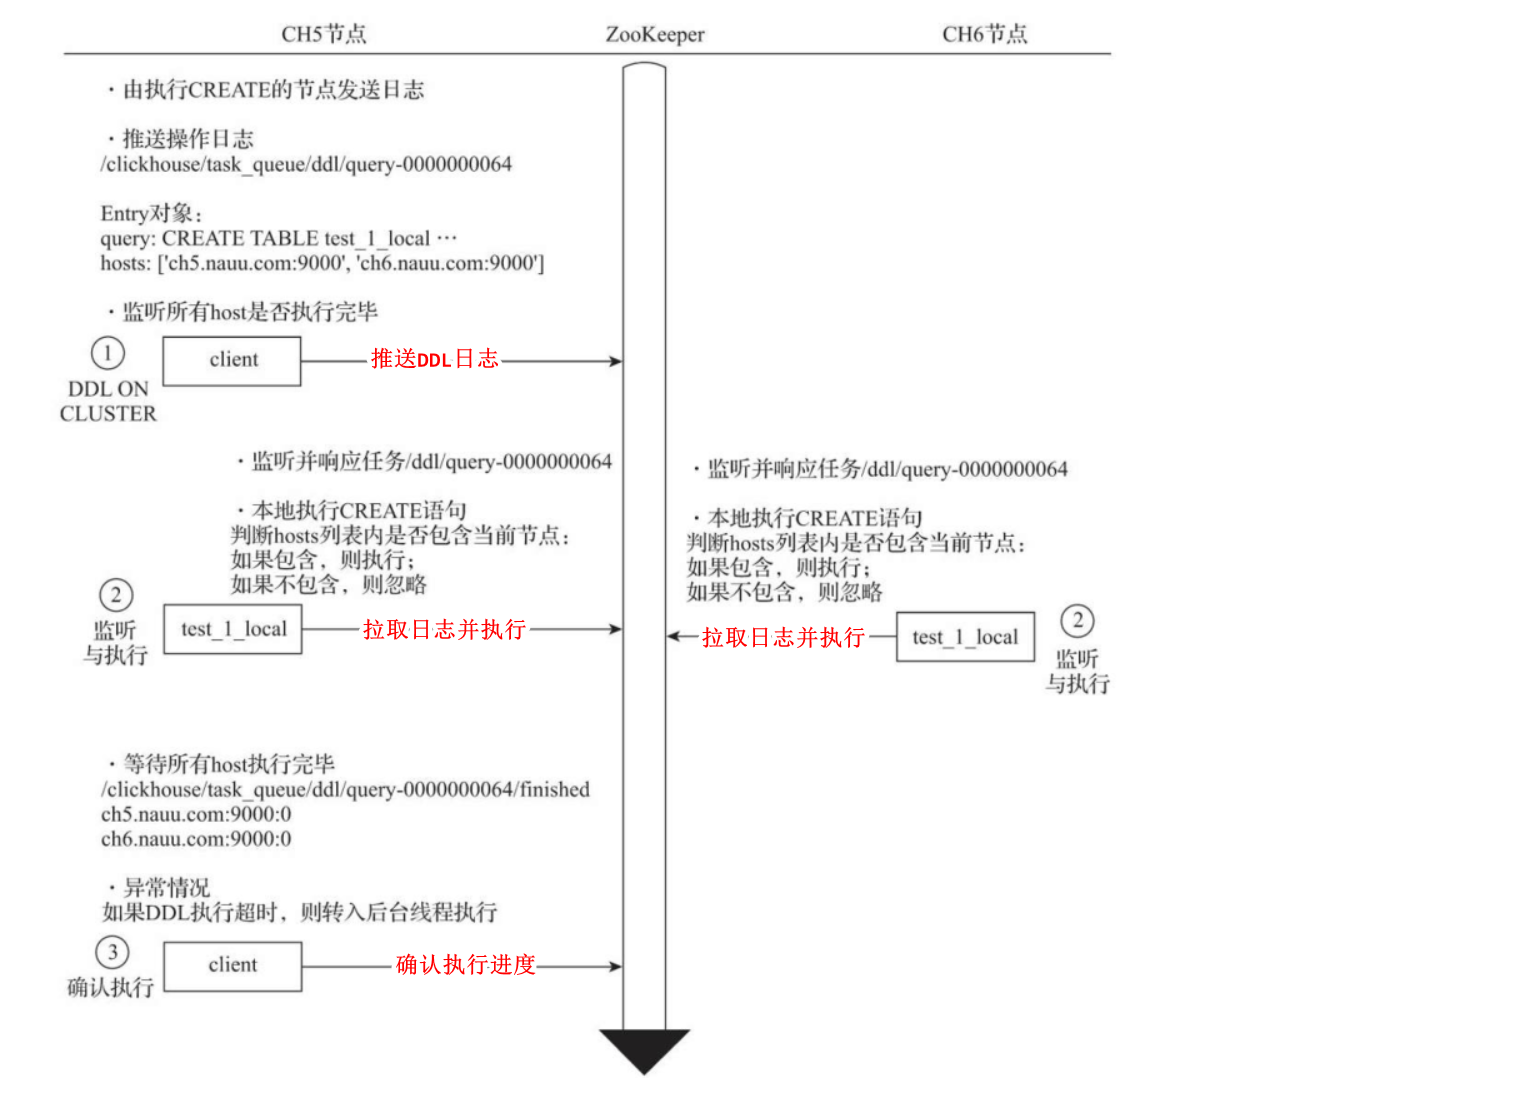 CH5节点
ZooKeeper
CH6节点
· 由执行CREATE的节点发送日志
· 推送操作日志
/clickhouse/task_queue/ddl/query-0000000064
Entry对象：
query: CREATE TABLE test_1_local ⋯
hosts: ['ch5.nauu.com:9000', 'ch6.nauu.com:9000']
· 监听所有host是否执行完毕
①
client
推送DDL日志
DDL ON
CLUSTER
· 监听并响应任务/ddl/query-0000000064
· 本地执行CREATE语句
判断hosts列表内是否包含当前节点：
如果包含，则执行；
如果不包含，则忽略
②
监听
与执行
test_1_local
拉取日志并执行
· 监听并响应任务/ddl/query-0000000064
· 本地执行CREATE语句
判断hosts列表内是否包含当前节点：
如果包含，则执行；
如果不包含，则忽略
拉取日志并执行
test_1_local
②
监听
与执行
· 等待所有host执行完毕
/clickhouse/task_queue/ddl/query-0000000064/finished
ch5.nauu.com:9000:0
ch6.nauu.com:9000:0
· 异常情况
如果DDL执行超时，则转入后台线程执行
③
确认执行
client
确认执行进度